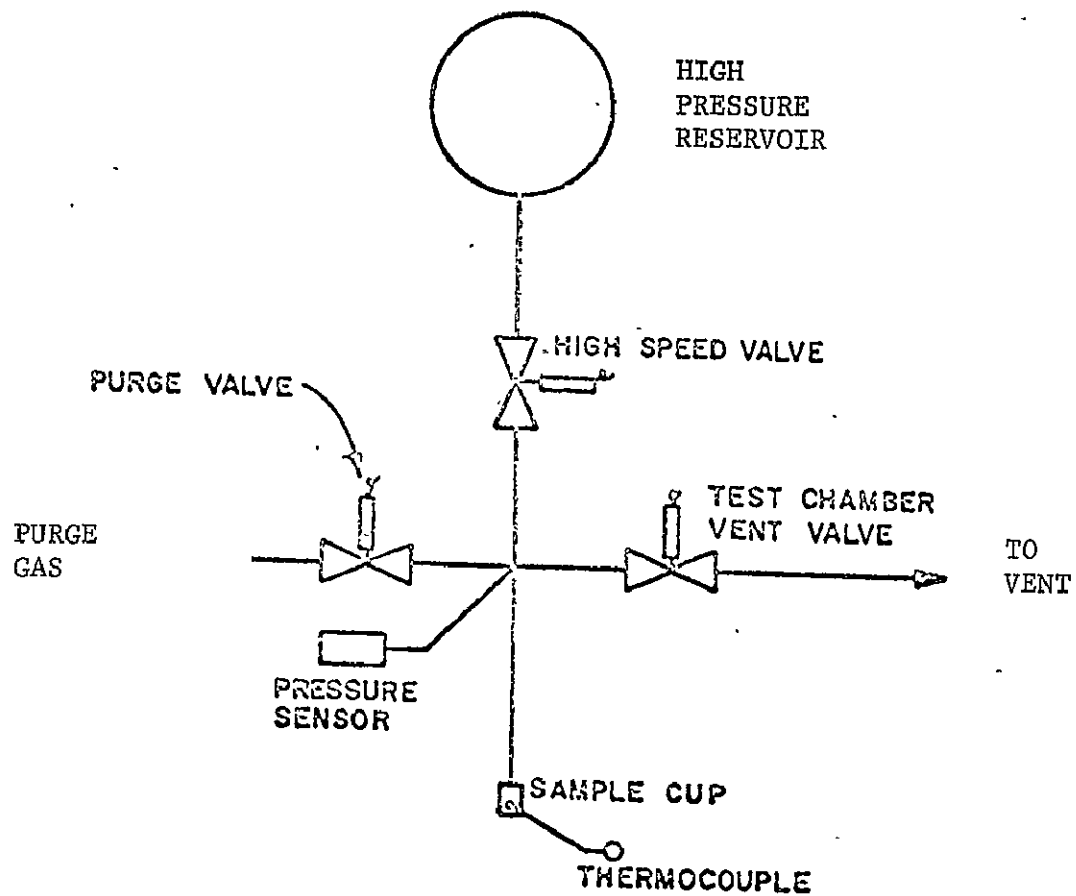 HIGH
PRESSURE
RESERVOIR
HIGH SPEED VALVE
PURGE VALVE
TEST CHAMBER
VENT VALVE
PURGE
GAS
TO
VENT
PRESSURE
SENSOR
SAMPLE CUP
THERMOCOUPLE